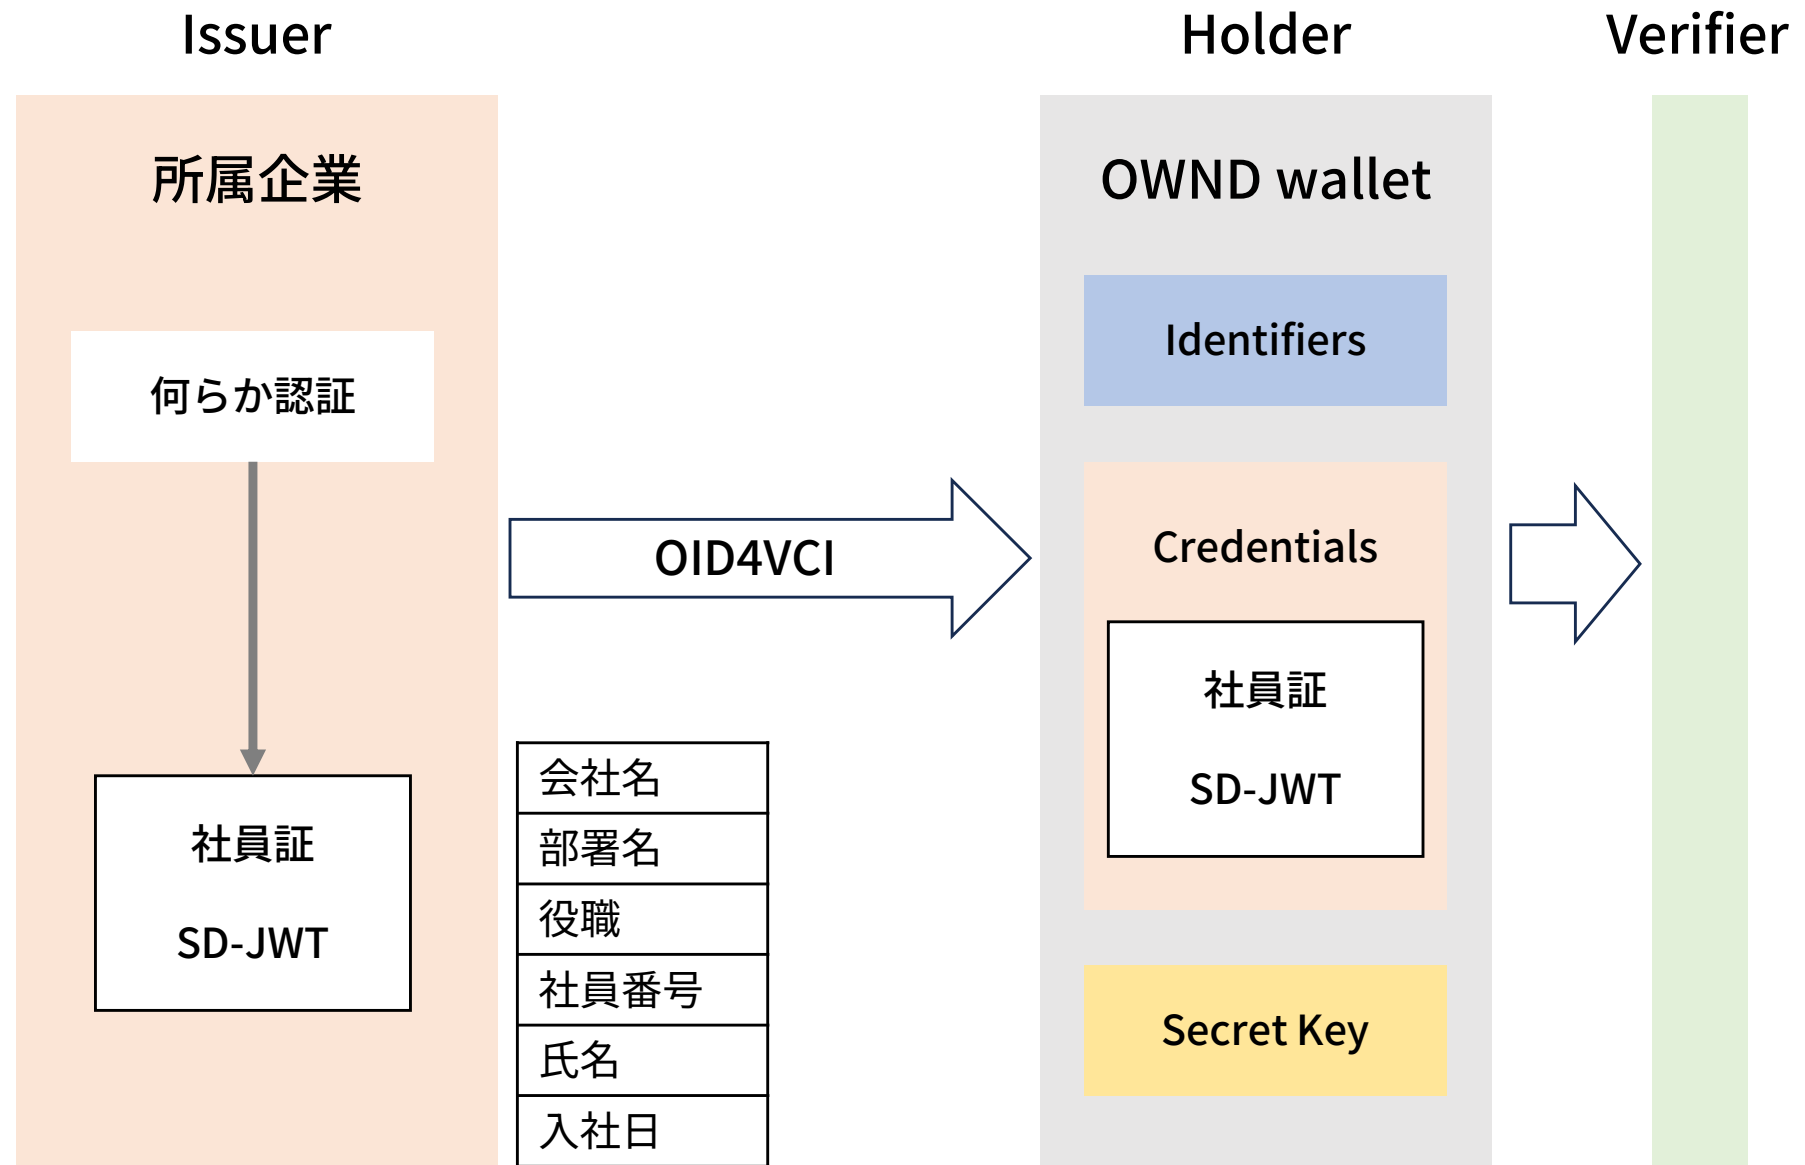 Issuer
Holder
Verifier
所属企業
何らか認証
社員証
SD-JWT
OID4VCI
会社名
部署名
役職
社員番号
氏名
入社日
OWND wallet
Identifiers
Credentials
社員証
SD-JWT
Secret Key